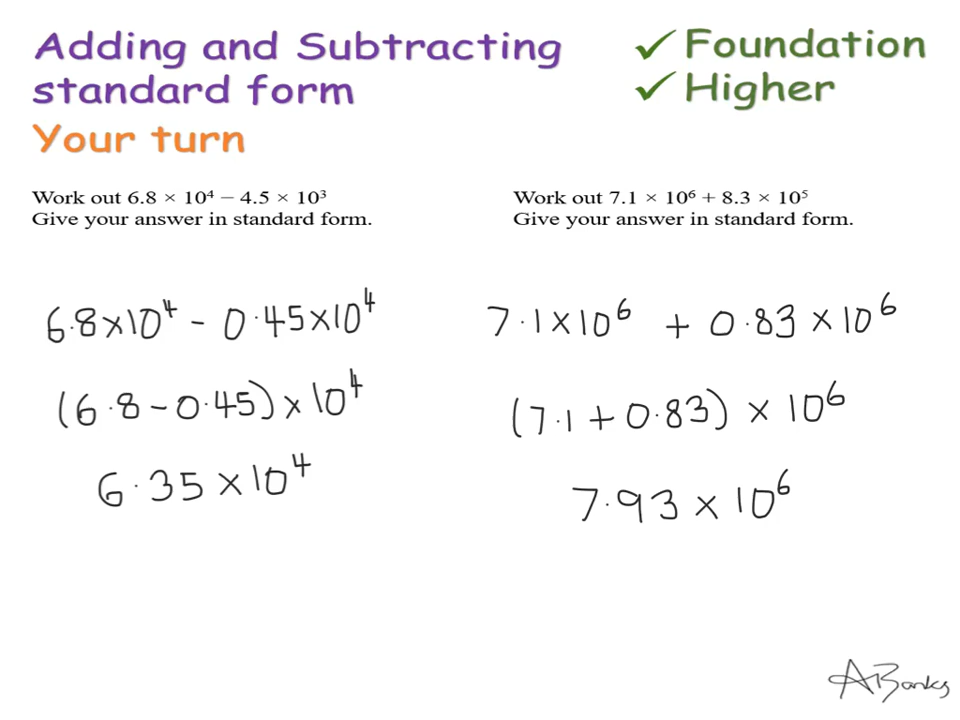 Adding and Subtracting
standard form
Your turn
✓ Foundation
✓ Higher
Work out 6.8 × 10⁴ − 4.5 × 10³
Give your answer in standard form.
6.8 × 10⁴ - 0.45 × 10⁴
(6.8 - 0.45) × 10⁴
6.35 × 10⁴
Work out 7.1 × 10⁶ + 8.3 × 10⁵
Give your answer in standard form.
7.1 × 10⁶ + 0.83 × 10⁶
(7.1 + 0.83) × 10⁶
7.93 × 10⁶
ABanks